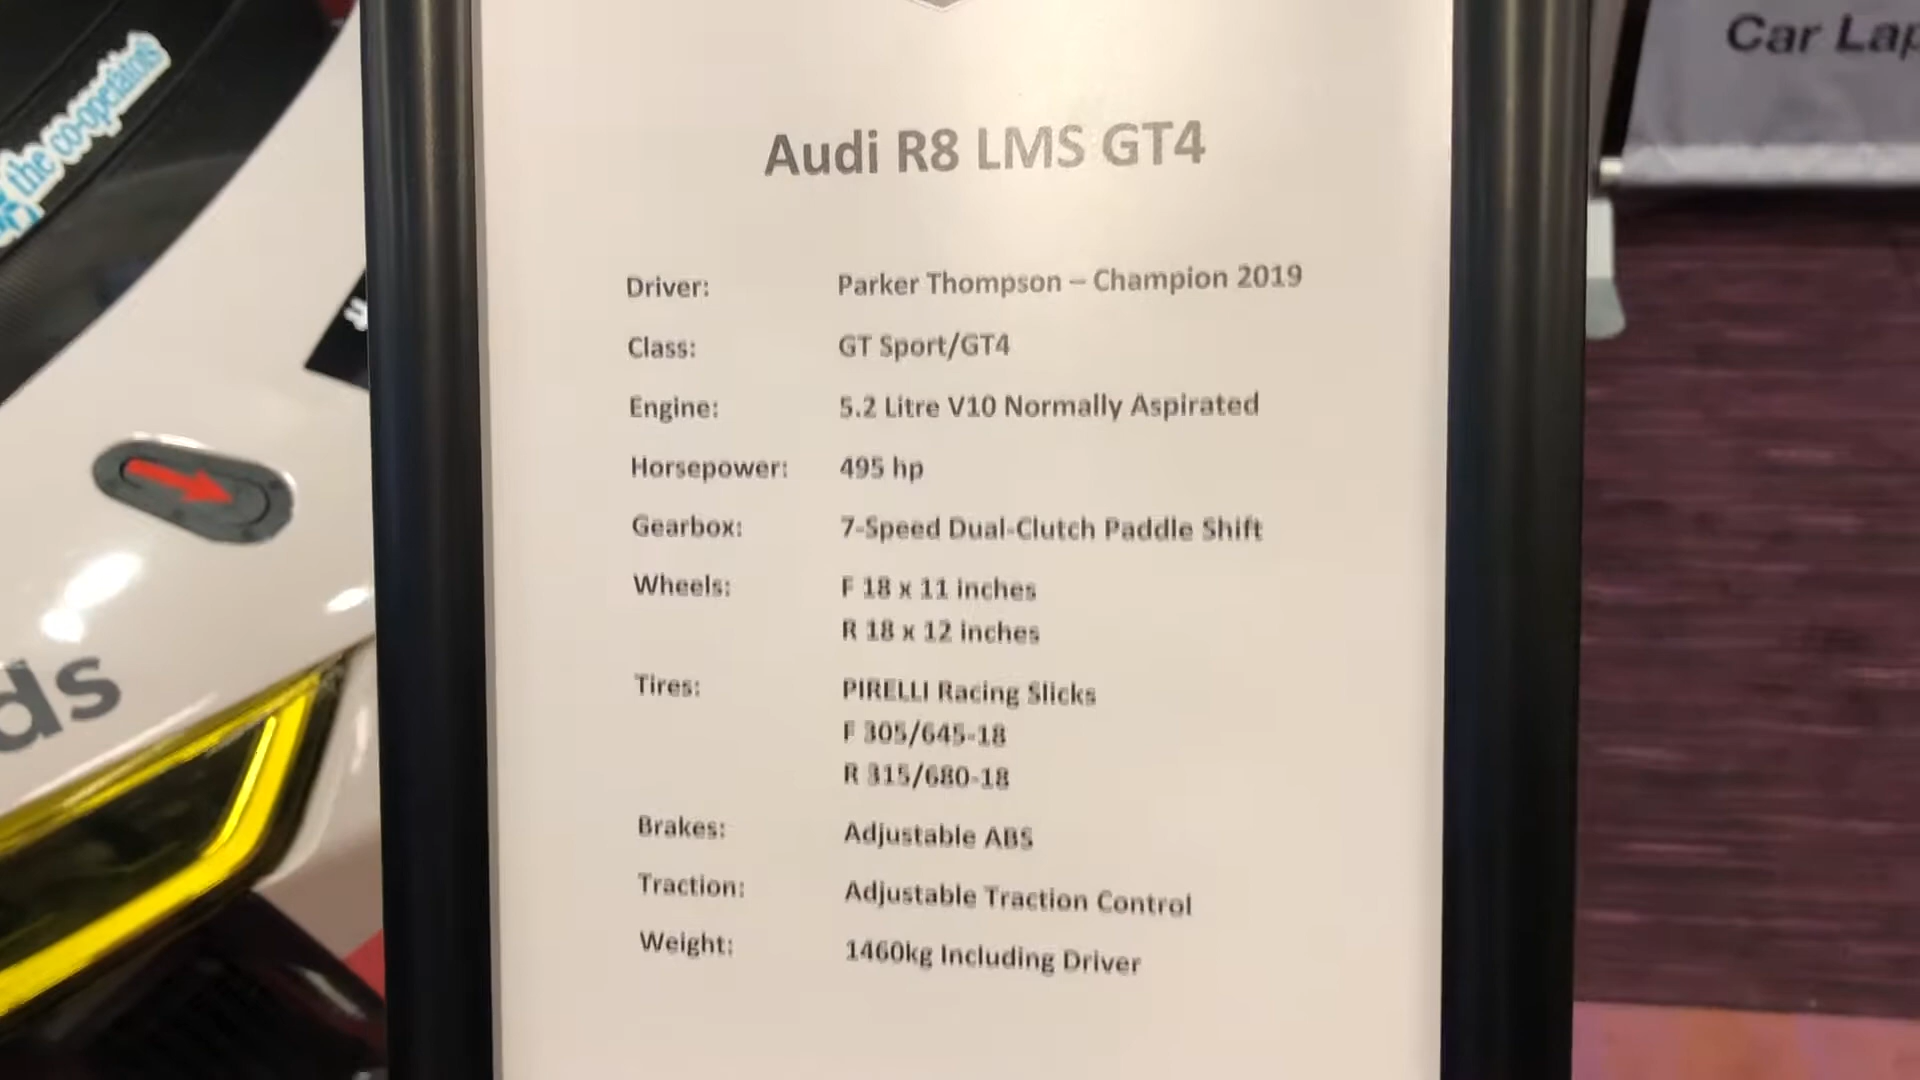 the co-operators
Car Lap
Audi R8 LMS GT4
Driver: Parker Thompson – Champion 2019
Class: GT Sport/GT4
Engine: 5.2 Litre V10 Normally Aspirated
Horsepower: 495 hp
Gearbox: 7-Speed Dual-Clutch Paddle Shift
Wheels: F 18 x 11 inches
R 18 x 12 inches
Tires: PIRELLI Racing Slicks
F 305/645-18
R 315/680-18
Brakes: Adjustable ABS
Traction: Adjustable Traction Control
Weight: 1460kg Including Driver
ds